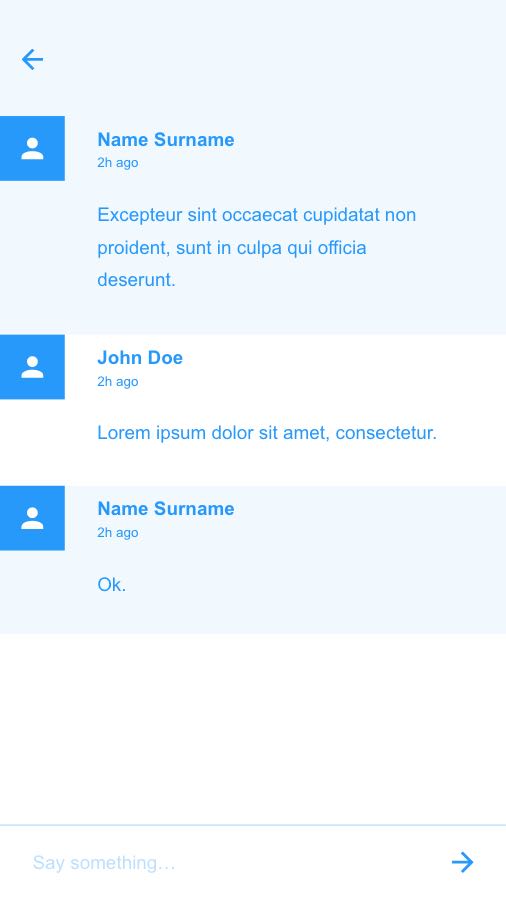 Name Surname
2h ago
Excepteur sint occaecat cupidatat non
proident, sunt in culpa qui officia
deserunt.
John Doe
2h ago
Lorem ipsum dolor sit amet, consectetur.
Name Surname
2h ago
Ok.
Say something...